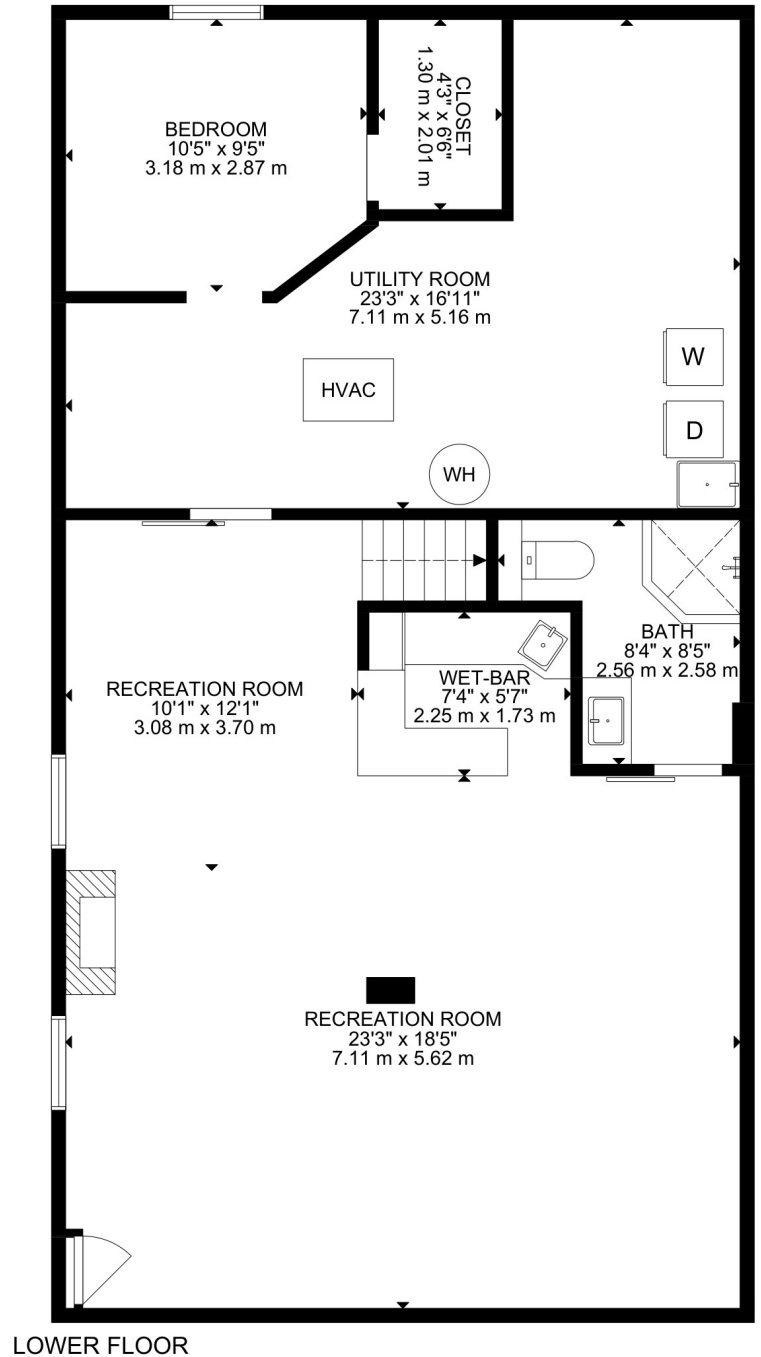 BEDROOM
10'5" x 9'5"
3.18 m x 2.87 m
CLOSET
4'3" x 6'6"
1.30 m x 2.01 m
UTILITY ROOM
23'3" x 16'11"
7.11 m x 5.16 m
HVAC
W
D
WH
BATH
8'4" x 8'5"
2.56 m x 2.58 m
WET-BAR
7'4" x 5'7"
2.25 m x 1.73 m
RECREATION ROOM
10'1" x 12'1"
3.08 m x 3.70 m
RECREATION ROOM
23'3" x 18'5"
7.11 m x 5.62 m
LOWER FLOOR